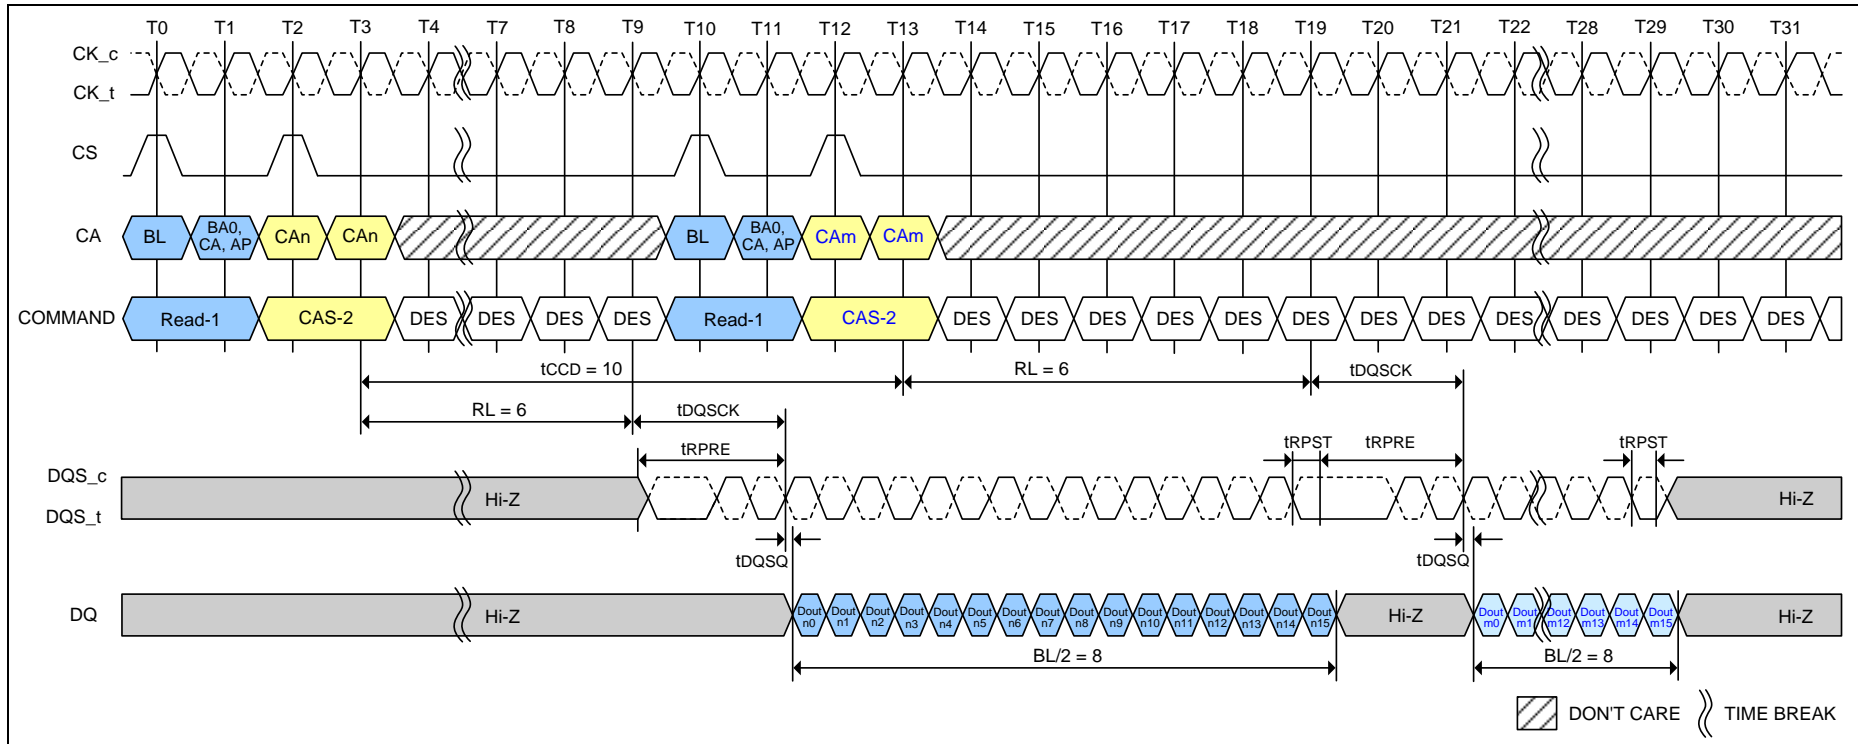 T0 T1 T2 T3 T4 T7 T8 T9 T10 T11 T12 T13 T14 T15 T16 T17 T18 T19 T20 T21 T22 T28 T29 T30 T31
CK_c
CK_t
CS
CA BL BA0, CA, AP CAn CAn BL BA0, CA, AP CAm CAm
COMMAND Read-1 CAS-2 DES DES DES DES Read-1 CAS-2 DES DES DES DES DES DES DES DES DES DES DES DES DES
tCCD = 10 RL = 6 tDQSCK
RL = 6 tDQSCK
tRPRE tRPST tRPRE tRPST
DQS_c
Hi-Z Hi-Z
DQS_t
tDQSQ tDQSQ
DQ Hi-Z Dout n0 Dout n1 Dout n2 Dout n3 Dout n4 Dout n5 Dout n6 Dout n7 Dout n8 Dout n9 Dout n10 Dout n11 Dout n12 Dout n13 Dout n14 Dout n15 Hi-Z Dout m0 Dout m1 Dout m12 Dout m13 Dout m14 Dout m15 Hi-Z
BL/2 = 8 BL/2 = 8
DON'T CARE TIME BREAK